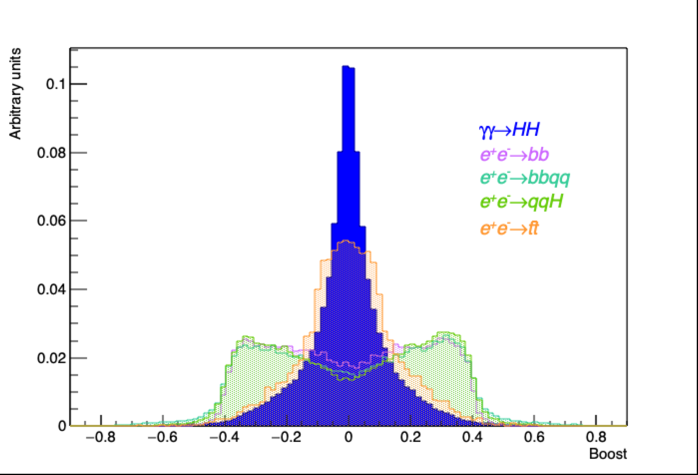 Arbitrary units
0.1
0.08
0.06
0.04
0.02
0
γγ→HH
e⁺e⁻→bb
e⁺e⁻→bbqq
e⁺e⁻→qqH
e⁺e⁻→tt
−0.8 −0.6 −0.4 −0.2 0 0.2 0.4 0.6 0.8
Boost